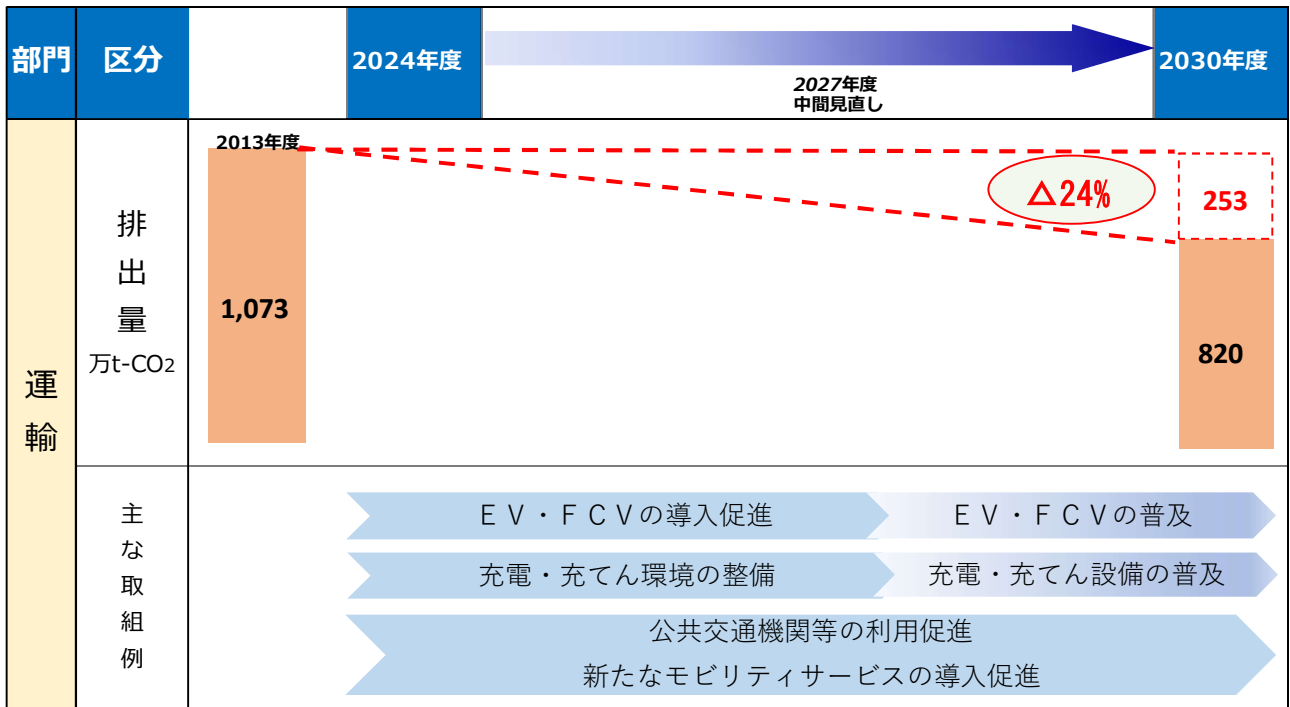 部門
区分
2024年度
2027年度
中間見直し
2030年度
運輸
排出量
万t-CO2
2013年度
1,073
△24%
253
820
主な取組例
ＥＶ・ＦＣＶの導入促進
ＥＶ・ＦＣＶの普及
充電・充てん環境の整備
充電・充てん設備の普及
公共交通機関等の利用促進
新たなモビリティサービスの導入促進